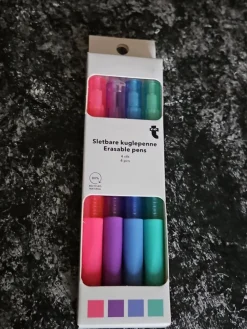 t
Sletbare kuglepenne
Erasable pens
4 stk
4 pcs